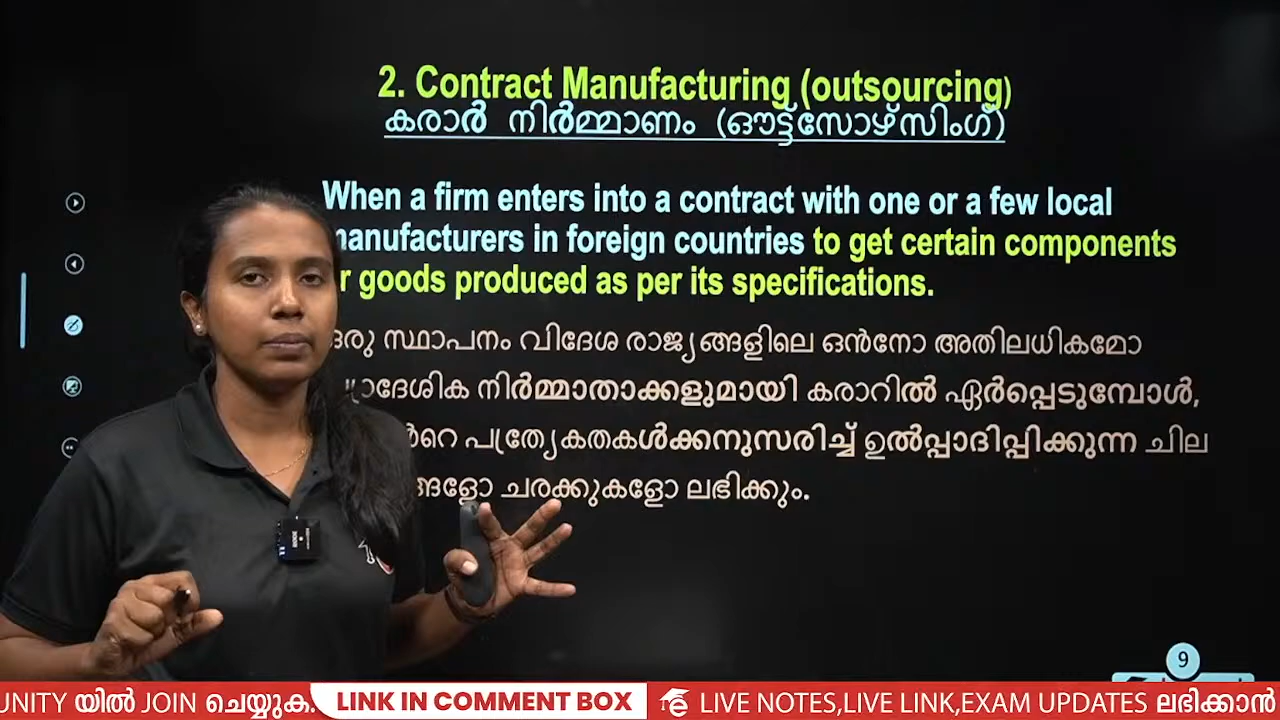 2. Contract Manufacturing (outsourcing)
കരാർ നിർമ്മാണം (ഔട്ട്സോഴ്സിംഗ്)
When a firm enters into a contract with one or a few local
manufacturers in foreign countries to get certain components
goods produced as per its specifications.
ഒരു സ്ഥാപനം വിദേശ രാജ്യങ്ങളിലെ ഒൻനോ അതിലധികമോ
നിർമ്മാതാക്കളുമായി കരാറിൽ ഏർപ്പെടുമ്പോൾ,
പ്രത്യേകതകൾക്കനുസരിച്ച് ഉൽപ്പാദിപ്പിക്കുന്ന ചില
ചരക്കുകളോ ലഭിക്കും.
9
UNITY യിൽ JOIN ചെയ്യുക. LINK IN COMMENT BOX LIVE NOTES,LIVE LINK,EXAM UPDATES ലഭിക്കാൻ